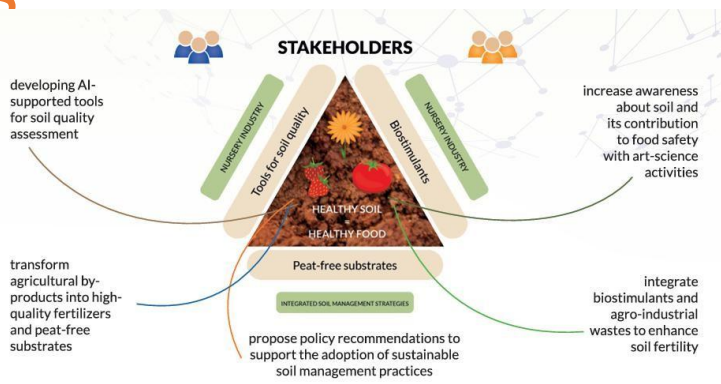 STAKEHOLDERS
developing AI-
supported tools
for soil quality
assessment
NURSERY INDUSTRY
Tools for soil quality
Biostimulants
NURSERY INDUSTRY
increase awareness
about soil and
its contribution
to food safety
with art-science
activities
HEALTHY SOIL
=
HEALTHY FOOD
Peat-free substrates
INTEGRATED SOIL MANAGEMENT STRATEGIES
transform
agricultural by-
products into high-
quality fertilizers
and peat-free
substrates
propose policy recommendations to
support the adoption of sustainable
soil management practices
integrate
biostimulants and
agro-industrial
wastes to enhance
soil fertility